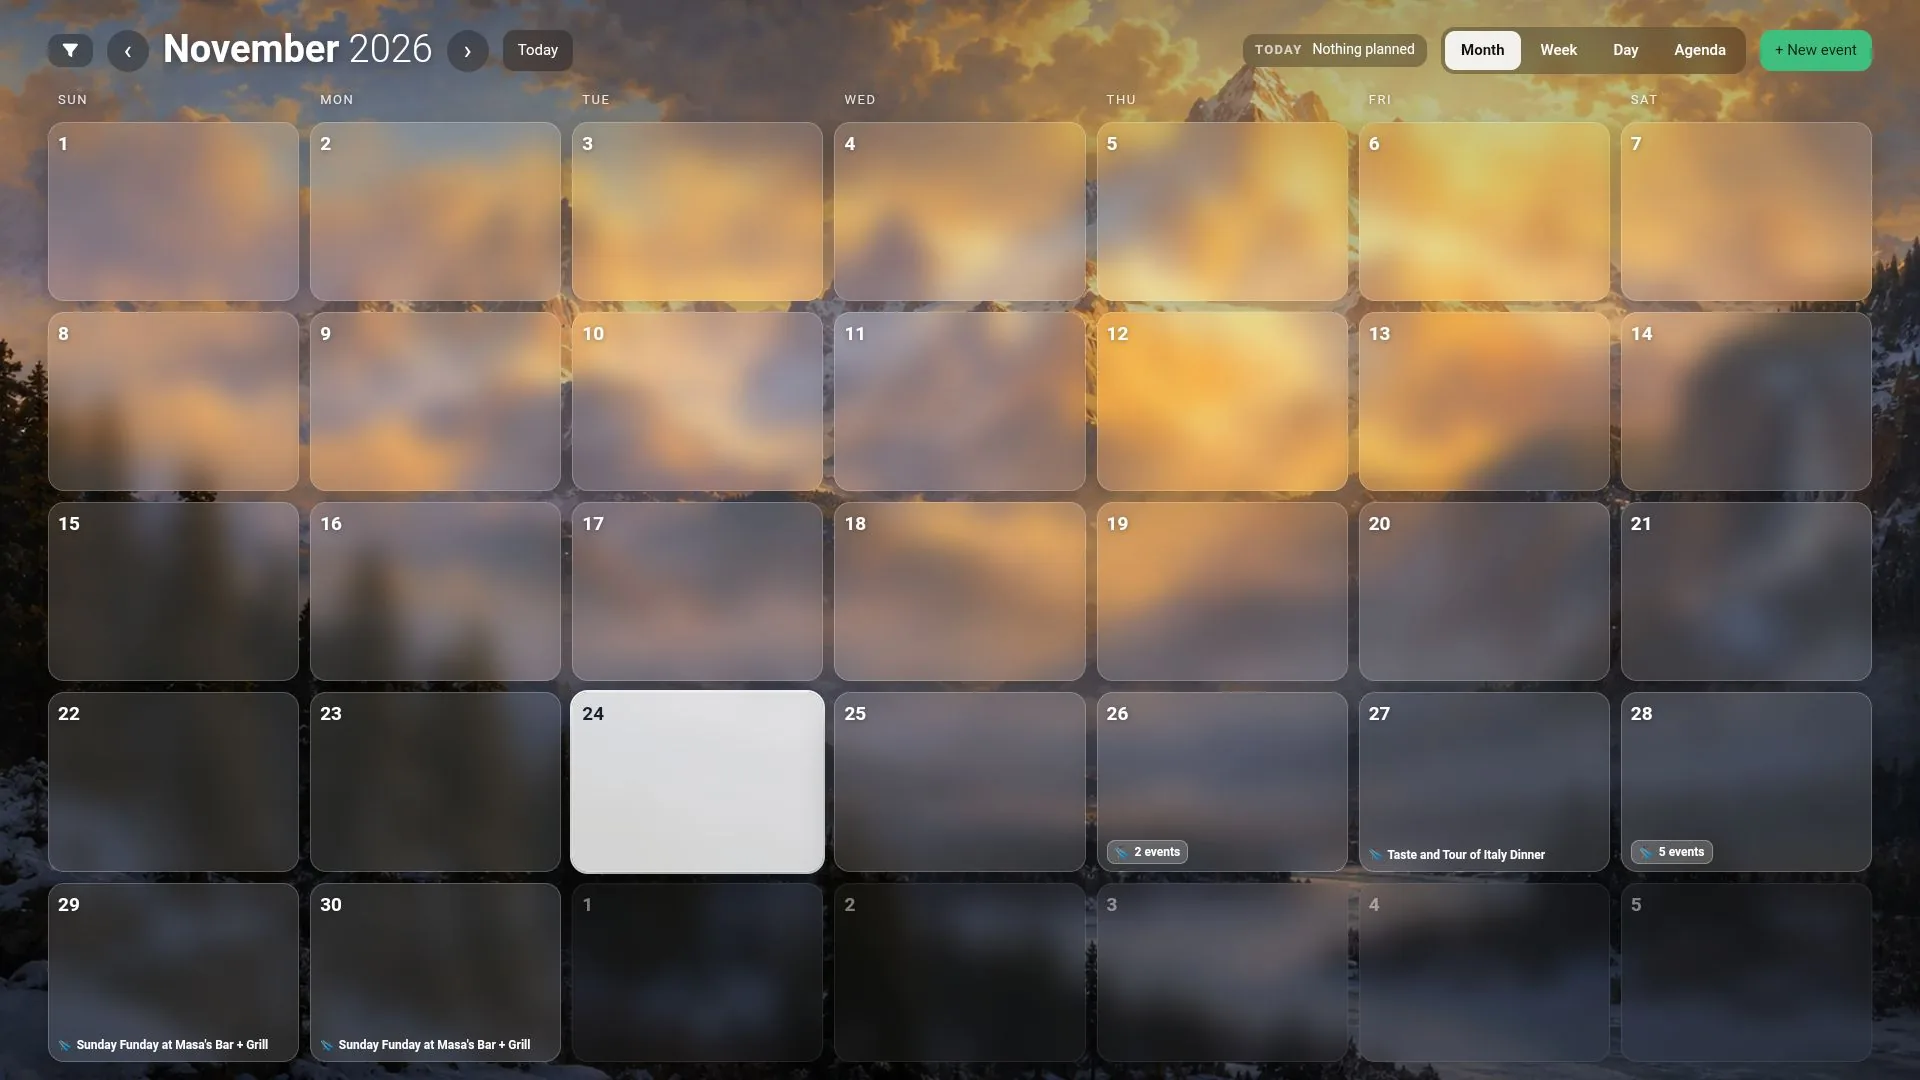 ‹ November 2026 › Today
TODAY Nothing planned
Month Week Day Agenda
+ New event
SUN MON TUE WED THU FRI SAT
1 2 3 4 5 6 7
8 9 10 11 12 13 14
15 16 17 18 19 20 21
22 23 24 25 26 27 28
2 events Taste and Tour of Italy Dinner 5 events
29 30 1 2 3 4 5
Sunday Funday at Masa's Bar + Grill Sunday Funday at Masa's Bar + Grill